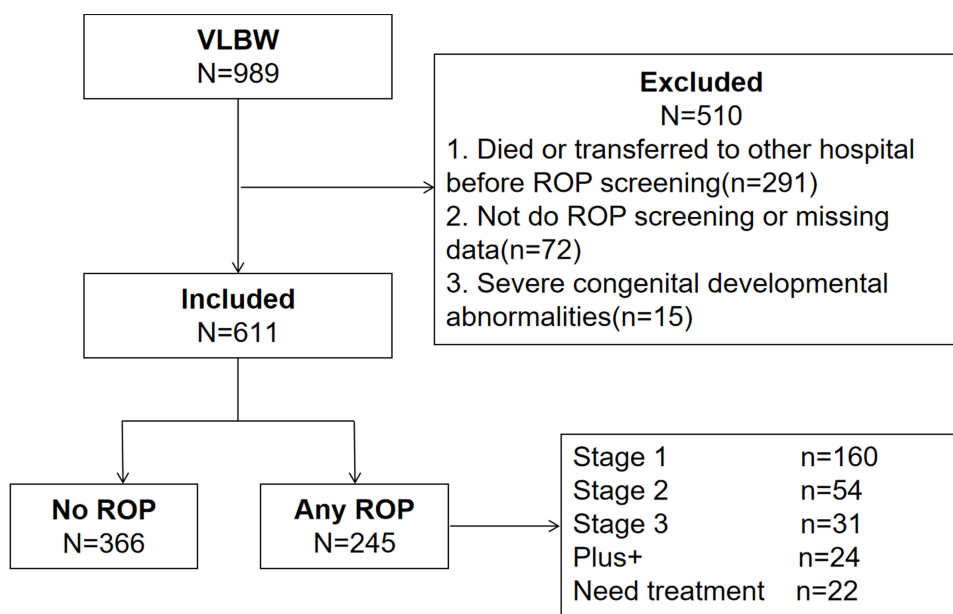 VLBW
N=989
Excluded
N=510
1. Died or transferred to other hospital
before ROP screening(n=291)
2. Not do ROP screening or missing
data(n=72)
3. Severe congenital developmental
abnormalities(n=15)
Included
N=611
No ROP
N=366
Any ROP
N=245
Stage 1 n=160
Stage 2 n=54
Stage 3 n=31
Plus+ n=24
Need treatment n=22